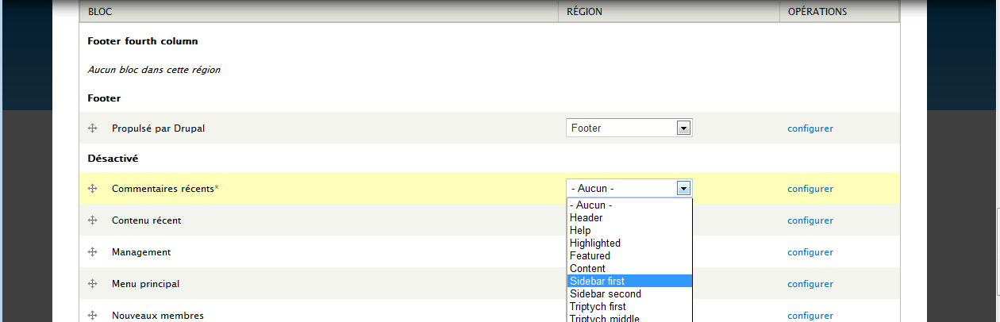 BLOC RÉGION OPÉRATIONS
Footer fourth column
Aucun bloc dans cette région
Footer
Propulsé par Drupal Footer configurer
Désactivé
Commentaires récents* - Aucun - configurer
- Aucun -
Header
Contenu récent configurer
Help
Highlighted
Management configurer
Featured
Content
Menu principal Sidebar first configurer
Sidebar second
Triptych first
Nouveaux membres configurer
Triptych middle